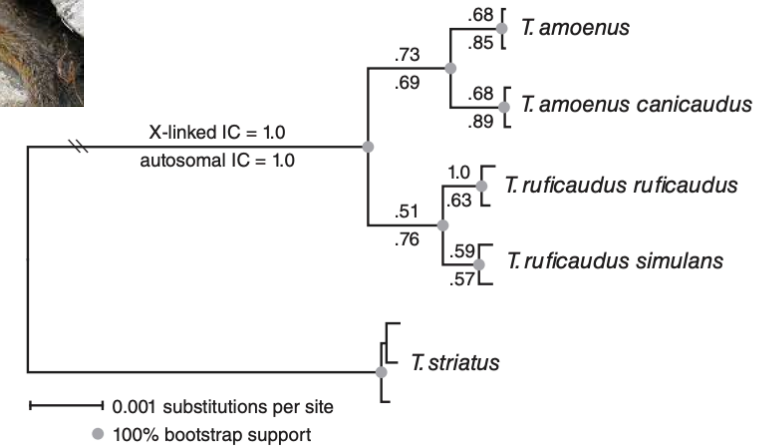 .68
T. amoenus
.85
.73
.69
.68
T. amoenus canicaudus
.89
X-linked IC = 1.0
autosomal IC = 1.0
1.0
T. ruficaudus ruficaudus
.63
.51
.76
.59
T. ruficaudus simulans
.57
T. striatus
0.001 substitutions per site
100% bootstrap support